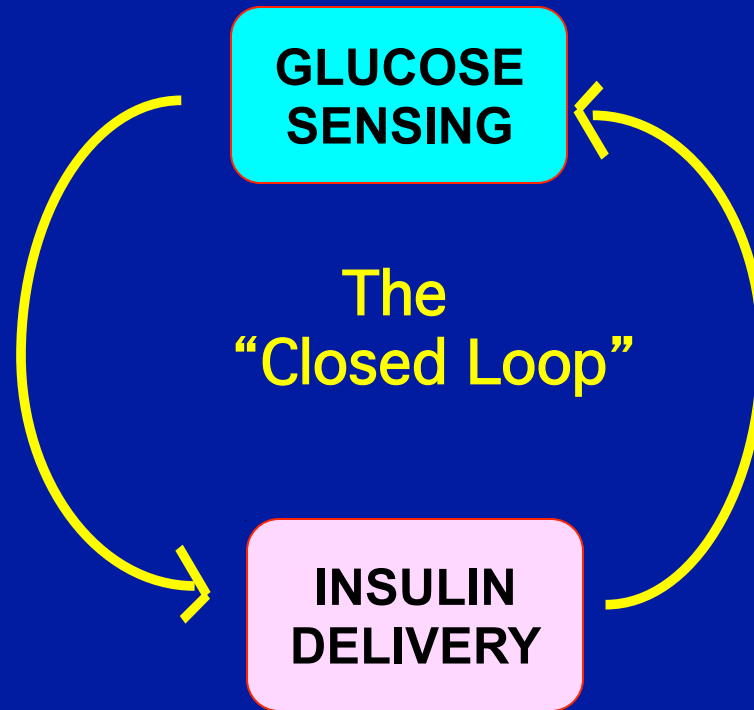 GLUCOSE
SENSING
The
“Closed Loop”
INSULIN
DELIVERY